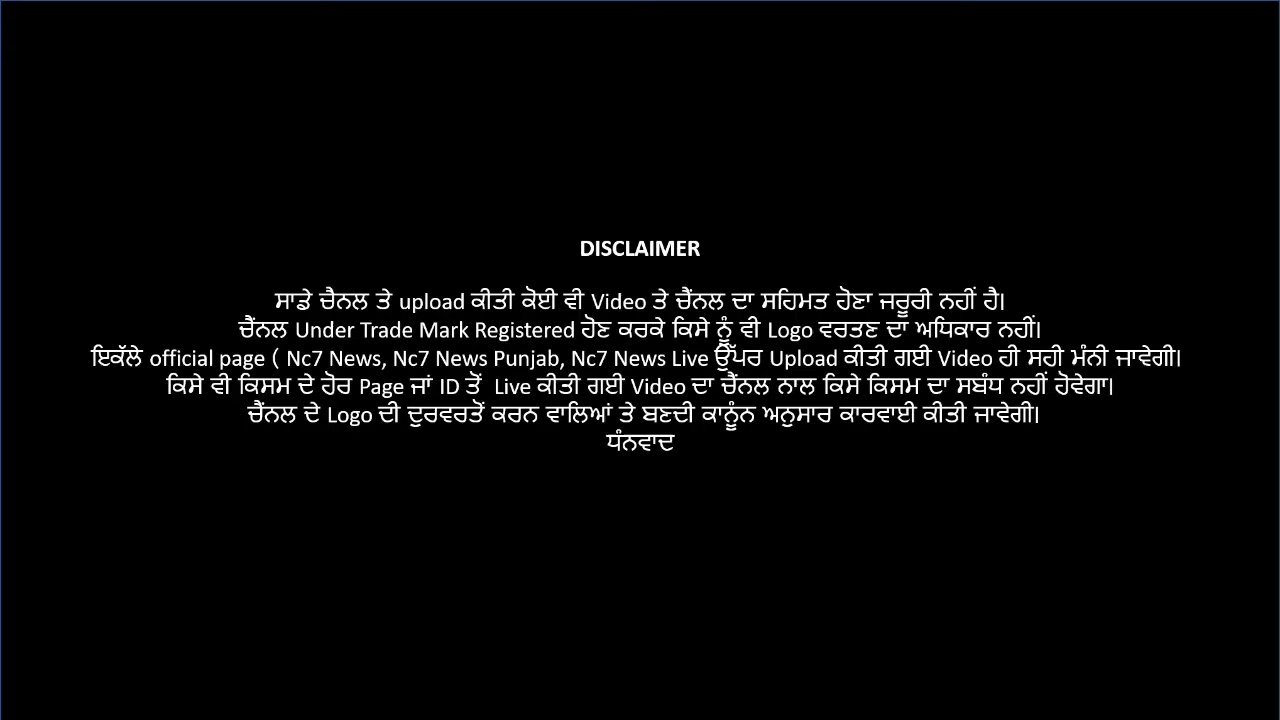 DISCLAIMER
ਸਾਡੇ ਚੈਨਲ ਤੇ upload ਕੀਤੀ ਕੋਈ ਵੀ Video ਤੇ ਚੈਂਨਲ ਦਾ ਸਹਿਮਤ ਹੋਣਾ ਜਰੂਰੀ ਨਹੀਂ ਹੈ।
ਚੈਂਨਲ Under Trade Mark Registered ਹੋਣ ਕਰਕੇ ਕਿਸੇ ਨੂੰ ਵੀ Logo ਵਰਤਣ ਦਾ ਅਧਿਕਾਰ ਨਹੀਂ।
ਇਕੱਲੇ official page ( Nc7 News, Nc7 News Punjab, Nc7 News Live ਉੱਪਰ Upload ਕੀਤੀ ਗਈ Video ਹੀ ਸਹੀ ਮੰਨੀ ਜਾਵੇਗੀ।
ਕਿਸੇ ਵੀ ਕਿਸਮ ਦੇ ਹੋਰ Page ਜਾਂ ID ਤੋਂ Live ਕੀਤੀ ਗਈ Video ਦਾ ਚੈਂਨਲ ਨਾਲ ਕਿਸੇ ਕਿਸਮ ਦਾ ਸਬੰਧ ਨਹੀਂ ਹੋਵੇਗਾ।
ਚੈਂਨਲ ਦੇ Logo ਦੀ ਦੁਰਵਰਤੋਂ ਕਰਨ ਵਾਲਿਆਂ ਤੇ ਬਣਦੀ ਕਾਨੂੰਨ ਅਨੁਸਾਰ ਕਾਰਵਾਈ ਕੀਤੀ ਜਾਵੇਗੀ।
ਧੰਨਵਾਦ